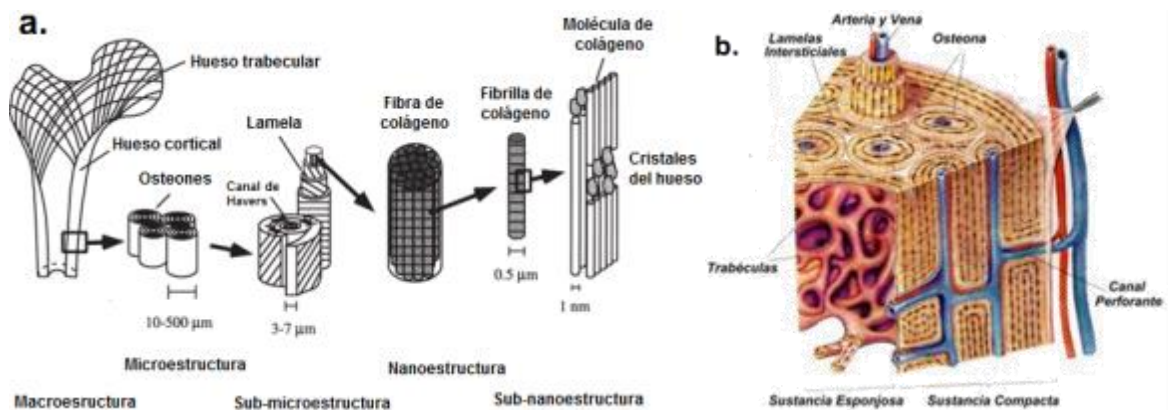 a.
Hueso trabecular
Hueso cortical
Osteones
10-500 µm
Lamela
Canal de
Havers
3-7 µm
Fibra de
colágeno
Fibrilla de
colágeno
0.5 µm
Molécula de
colágeno
Cristales
del hueso
1 nm
Microestructura
Nanoestructura
Macroesructura
Sub-microestructura
Sub-nanoestructura
b.
Arteria y Vena
Lamelas
Intersticiales
Osteona
Trabéculas
Canal
Perforante
Sustancia Esponjosa
Sustancia Compacta